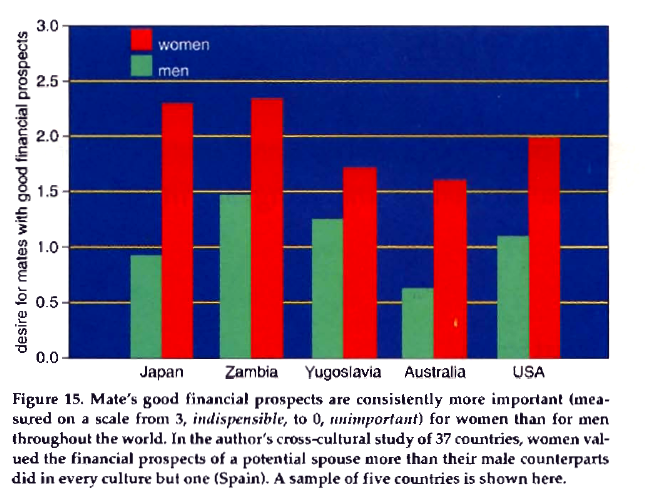 desire for mates with good financial prospects
3.0
2.5
2.0
1.5
1.0
0.5
0.0
women
men
Japan Zambia Yugoslavia Australia USA
Figure 15. Mate's good financial prospects are consistently more important (mea-
sured on a scale from 3, indispensible, to 0, unimportant) for women than for men
throughout the world. In the author's cross-cultural study of 37 countries, women val-
ued the financial prospects of a potential spouse more than their male counterparts
did in every culture but one (Spain). A sample of five countries is shown here.